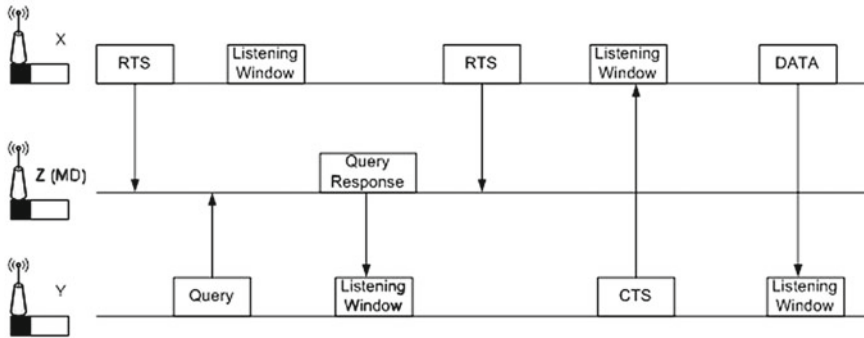 X
RTS
Listening
Window
RTS
Listening
Window
DATA
Z (MD)
Query
Response
Y
Query
Listening
Window
CTS
Listening
Window